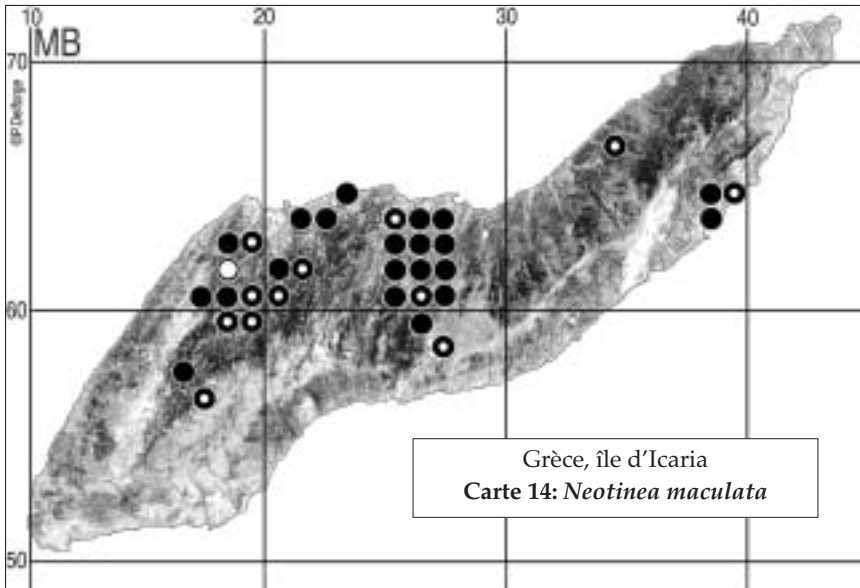 10 20 30 40
MB
70
©P.Delforge
60
50
Grèce, île d'Icaria
Carte 14: Neotinea maculata